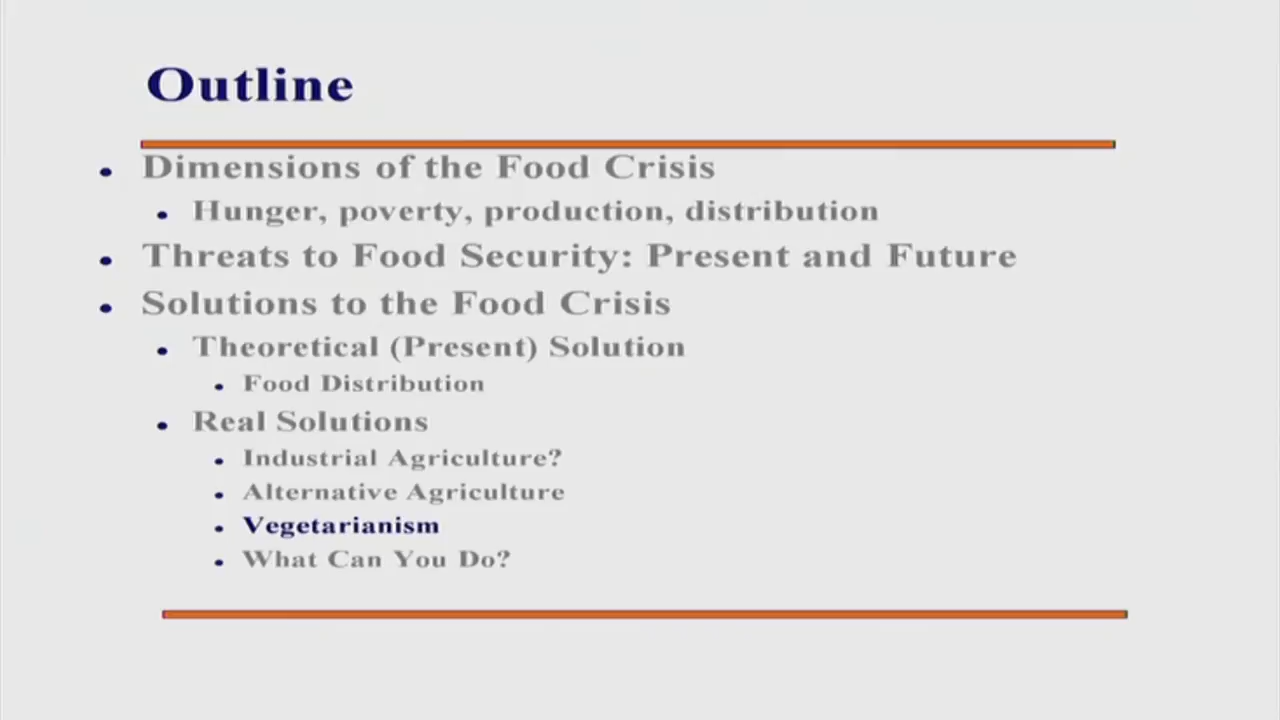 Outline
• Dimensions of the Food Crisis
• Hunger, poverty, production, distribution
• Threats to Food Security: Present and Future
• Solutions to the Food Crisis
• Theoretical (Present) Solution
• Food Distribution
• Real Solutions
• Industrial Agriculture?
• Alternative Agriculture
• Vegetarianism
• What Can You Do?